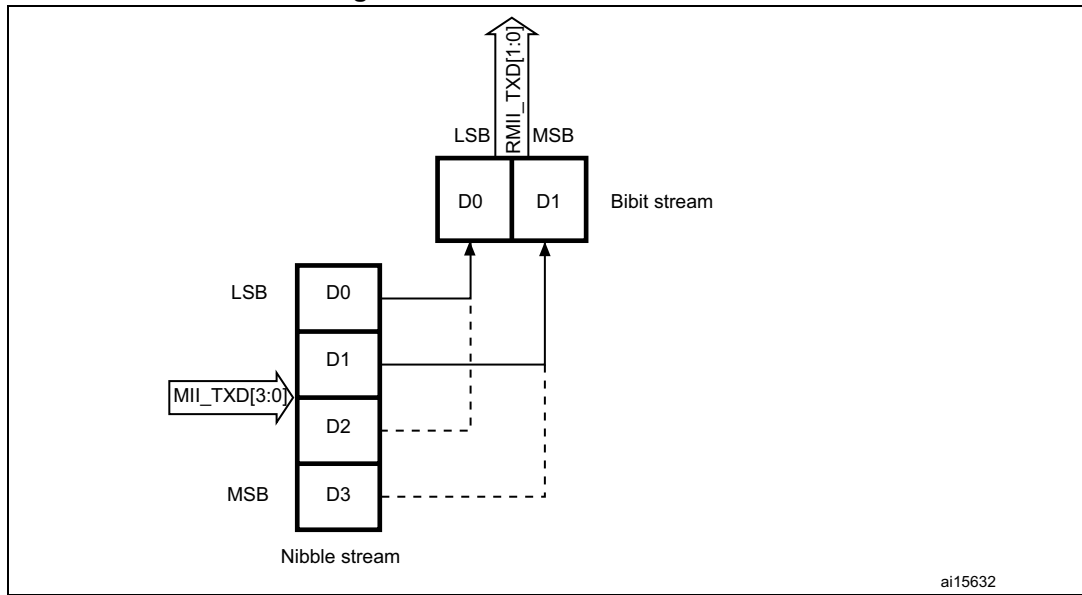 RMII_TXD[1:0]
LSB MSB
D0 D1 Bibit stream
LSB D0
D1
MII_TXD[3:0]
D2
MSB D3
Nibble stream
ai15632